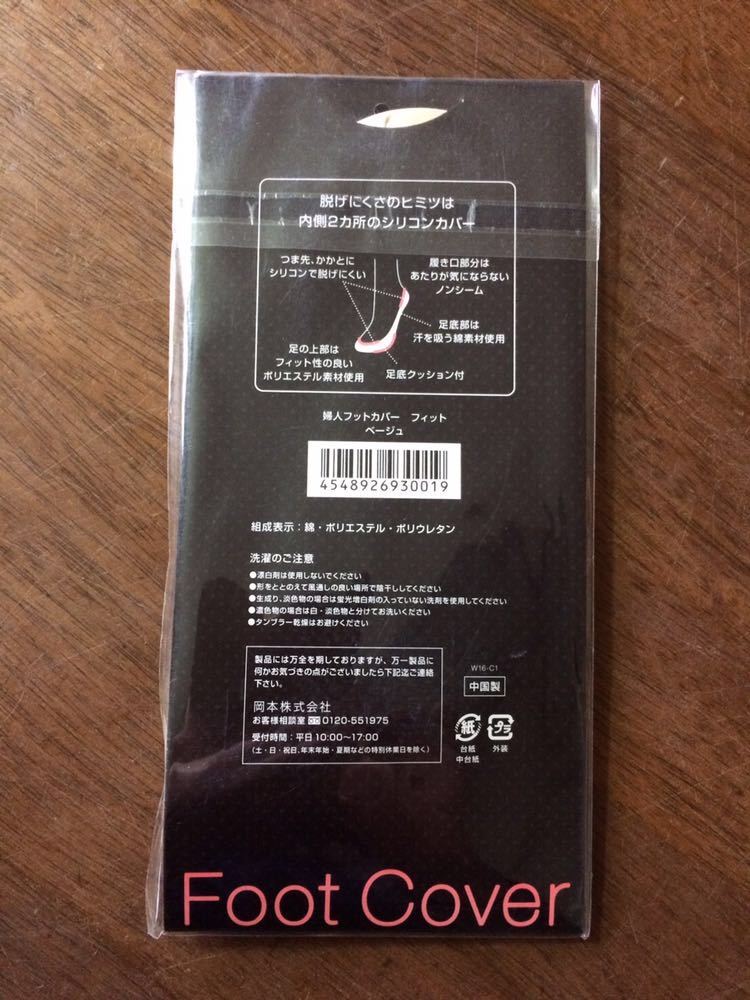 脱げにくさのヒミツは
内側2カ所のシリコンカバー
つま先、かかとに
シリコンで脱げにくい
履き口部分は
あたりが気にならない
ノンシーム
足底部は
汗を吸う綿素材使用
足の上部は
フィット性の良い
ポリエステル素材使用
足底クッション付
婦人フットカバー フィット
ベージュ
4548926930019
組成表示：綿・ポリエステル・ポリウレタン
洗濯のご注意
●漂白剤は使用しないでください
●形をととのえて風通しの良い場所で陰干ししてください
●生成り、淡色物の場合は蛍光増白剤の入っていない洗剤を使用してください
●濃色物の場合は白・淡色物と分けてお洗いください
●タンブラー乾燥はお避けください
製品には万全を期しておりますが、万一製品に
何かお気づきの点がございましたら下記迄ご連絡
下さい。
岡本株式会社
お客様相談室 0120-551975
受付時間：平日10:00～17:00
（土・日・祝日、年末年始・夏期などの特別休業日を除く）
W16-C1
中国製
紙
台紙
中台紙
プラ
外装
Foot Cover